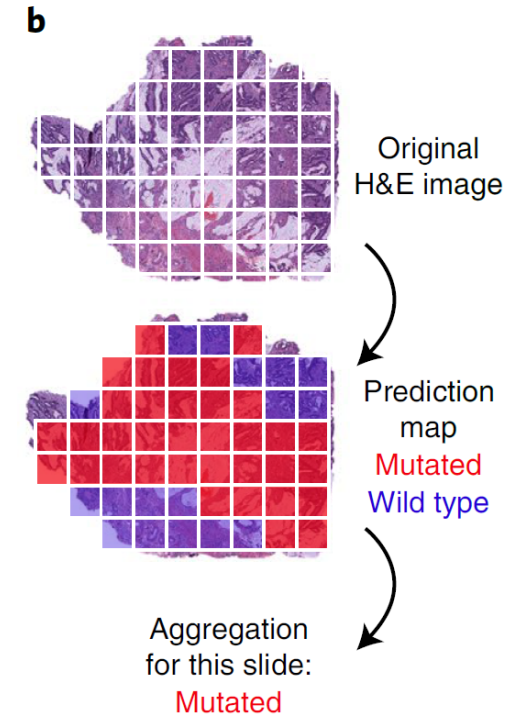 b
Original
H&E image
Prediction
map
Mutated
Wild type
Aggregation
for this slide:
Mutated